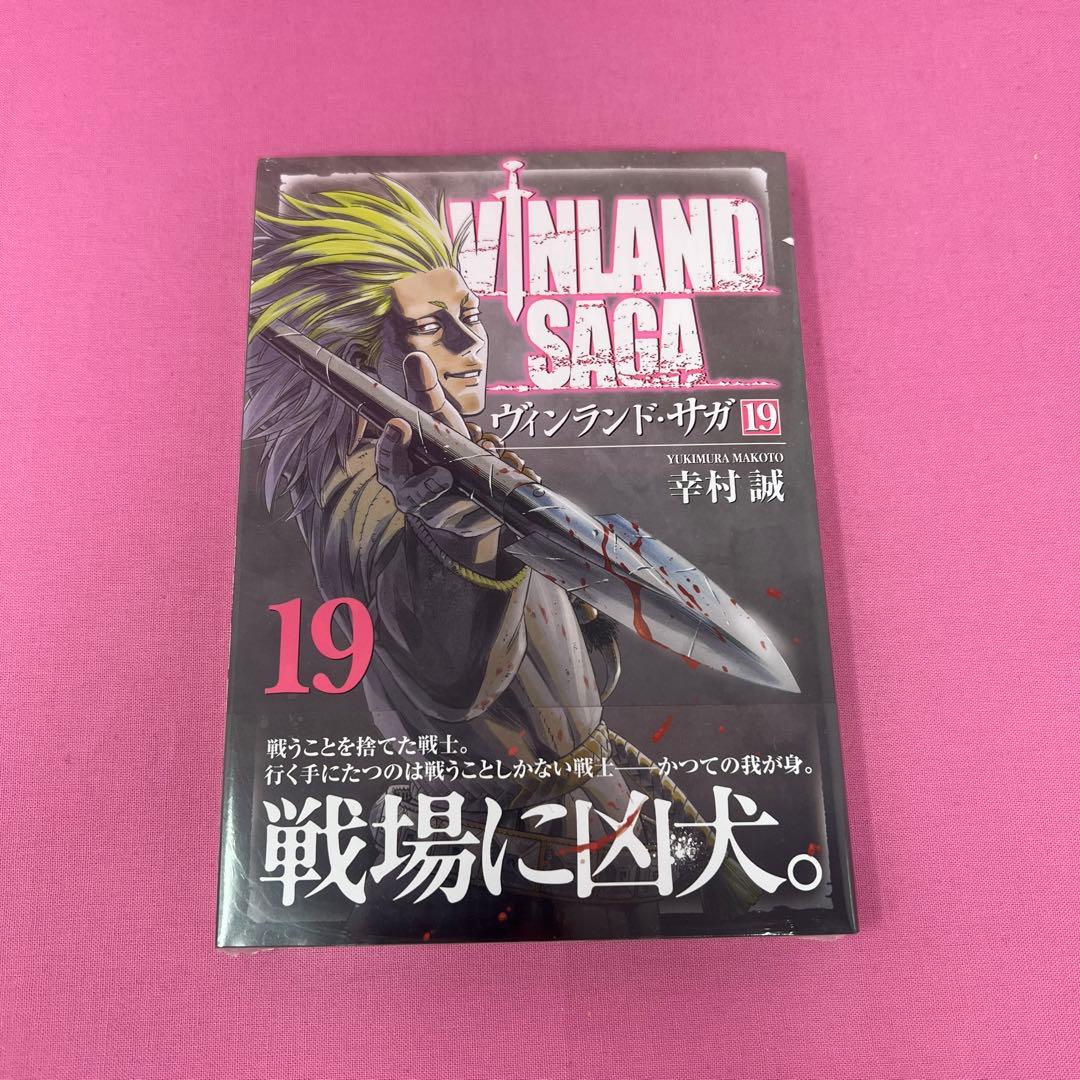 VINLAND
SAGA
ヴィンランド・サガ 19
YUKIMURA MAKOTO
幸村 誠
19
戦うことを捨てた戦士。
行く手にたつのは戦うことしかない戦士――かつての我が身。
戦場に凶犬。